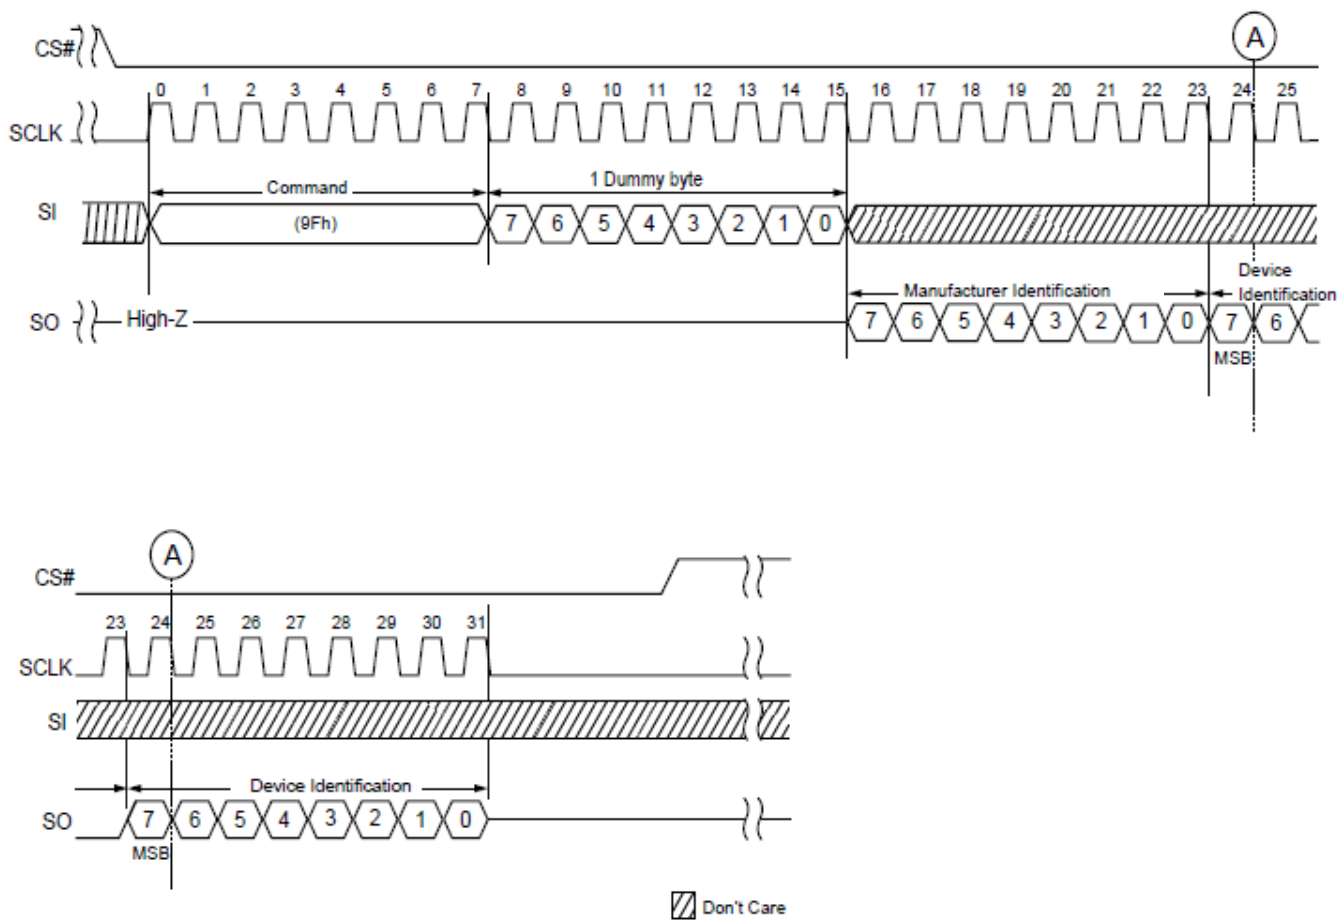 A
CS#
0 1 2 3 4 5 6 7 8 9 10 11 12 13 14 15 16 17 18 19 20 21 22 23 24 25
SCLK
Command
1 Dummy byte
SI
(9Fh)
7 6 5 4 3 2 1 0
Device
Manufacturer Identification
Identification
SO
High-Z
7 6 5 4 3 2 1 0 7 6
MSB
A
CS#
23 24 25 26 27 28 29 30 31
SCLK
SI
Device Identification
SO
7 6 5 4 3 2 1 0
MSB
Don't Care